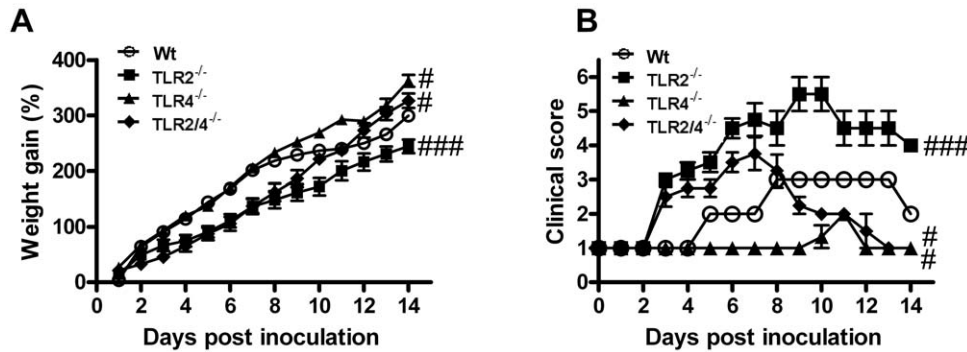 A
Wt
TLR2-/-
TLR4-/-
TLR2/4-/-
Weight gain (%)
400
300
200
100
0
0 2 4 6 8 10 12 14
Days post inoculation
#
#
###
B
Wt
TLR2-/-
TLR4-/-
TLR2/4-/-
Clinical score
6
5
4
3
2
1
0
0 2 4 6 8 10 12 14
Days post inoculation
###
#
#